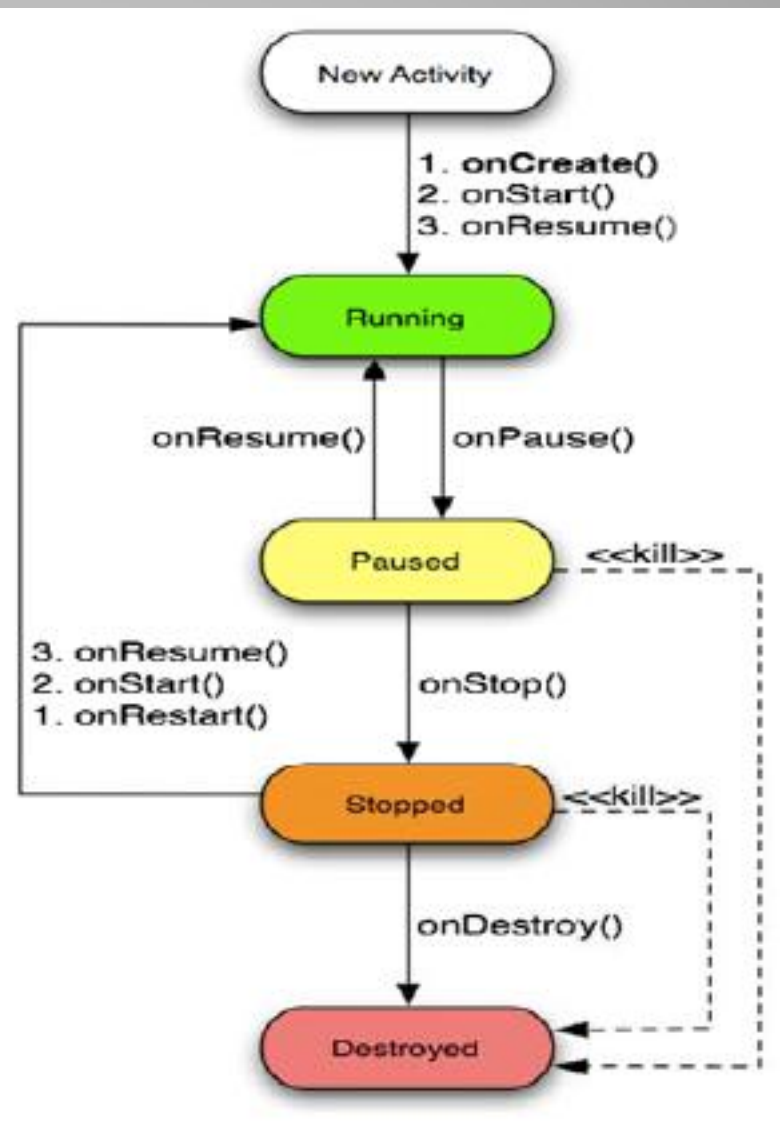 New Activity
1. onCreate()
2. onStart()
3. onResume()
Running
onResume()
onPause()
Paused
<<kill>>
3. onResume()
2. onStart()
1. onRestart()
onStop()
Stopped
<<kill>>
onDestroy()
Destroyed